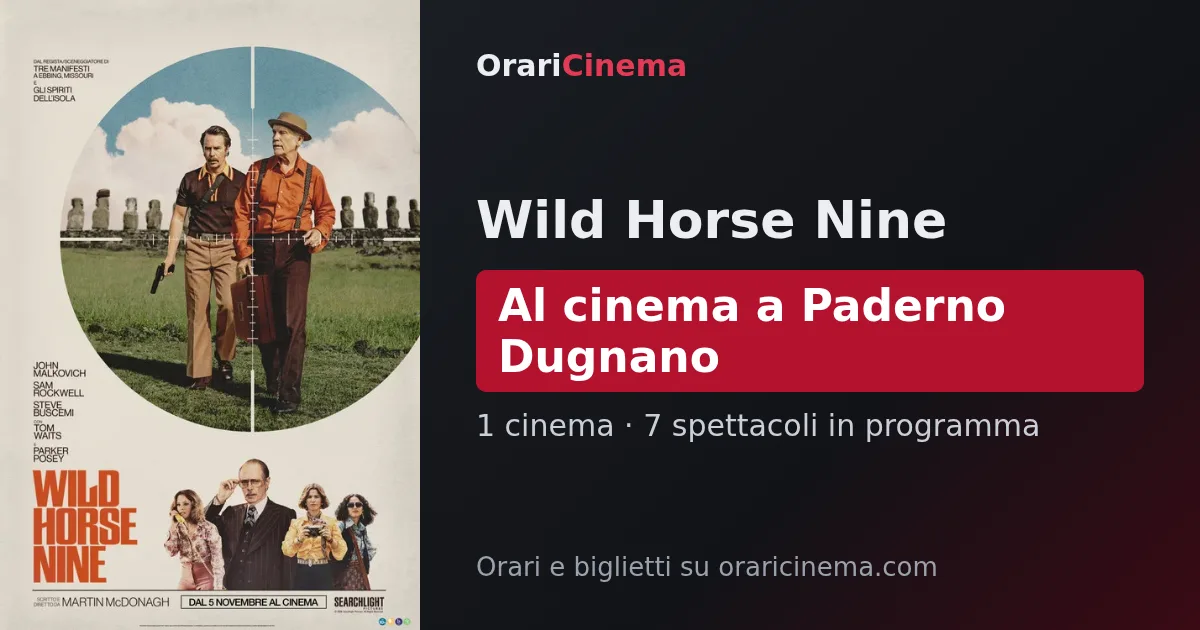 DAL REGISTA/SCENEGGIATORE DI
TRE MANIFESTI
A EBBING, MISSOURI
E
GLI SPIRITI
DELL'ISOLA
JOHN
MALKOVICH
SAM
ROCKWELL
STEVE
BUSCEMI
TOM
WAITS
E
PARKER
POSEY
WILD
HORSE
NINE
SCRITTO E
DIRETTO DA MARTIN McDONAGH
DAL 5 NOVEMBRE AL CINEMA
SEARCHLIGHT
PICTURES
OrariCinema
Wild Horse Nine
Al cinema a Paderno
Dugnano
1 cinema · 7 spettacoli in programma
Orari e biglietti su oraricinema.com